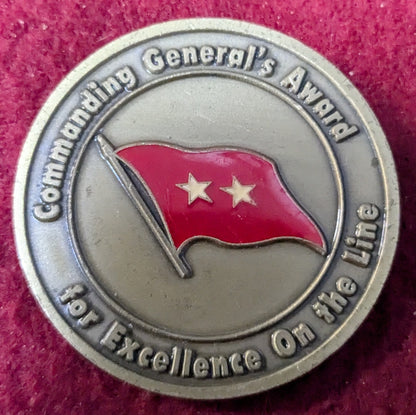 Commanding General's Award
for Excellence On the Line